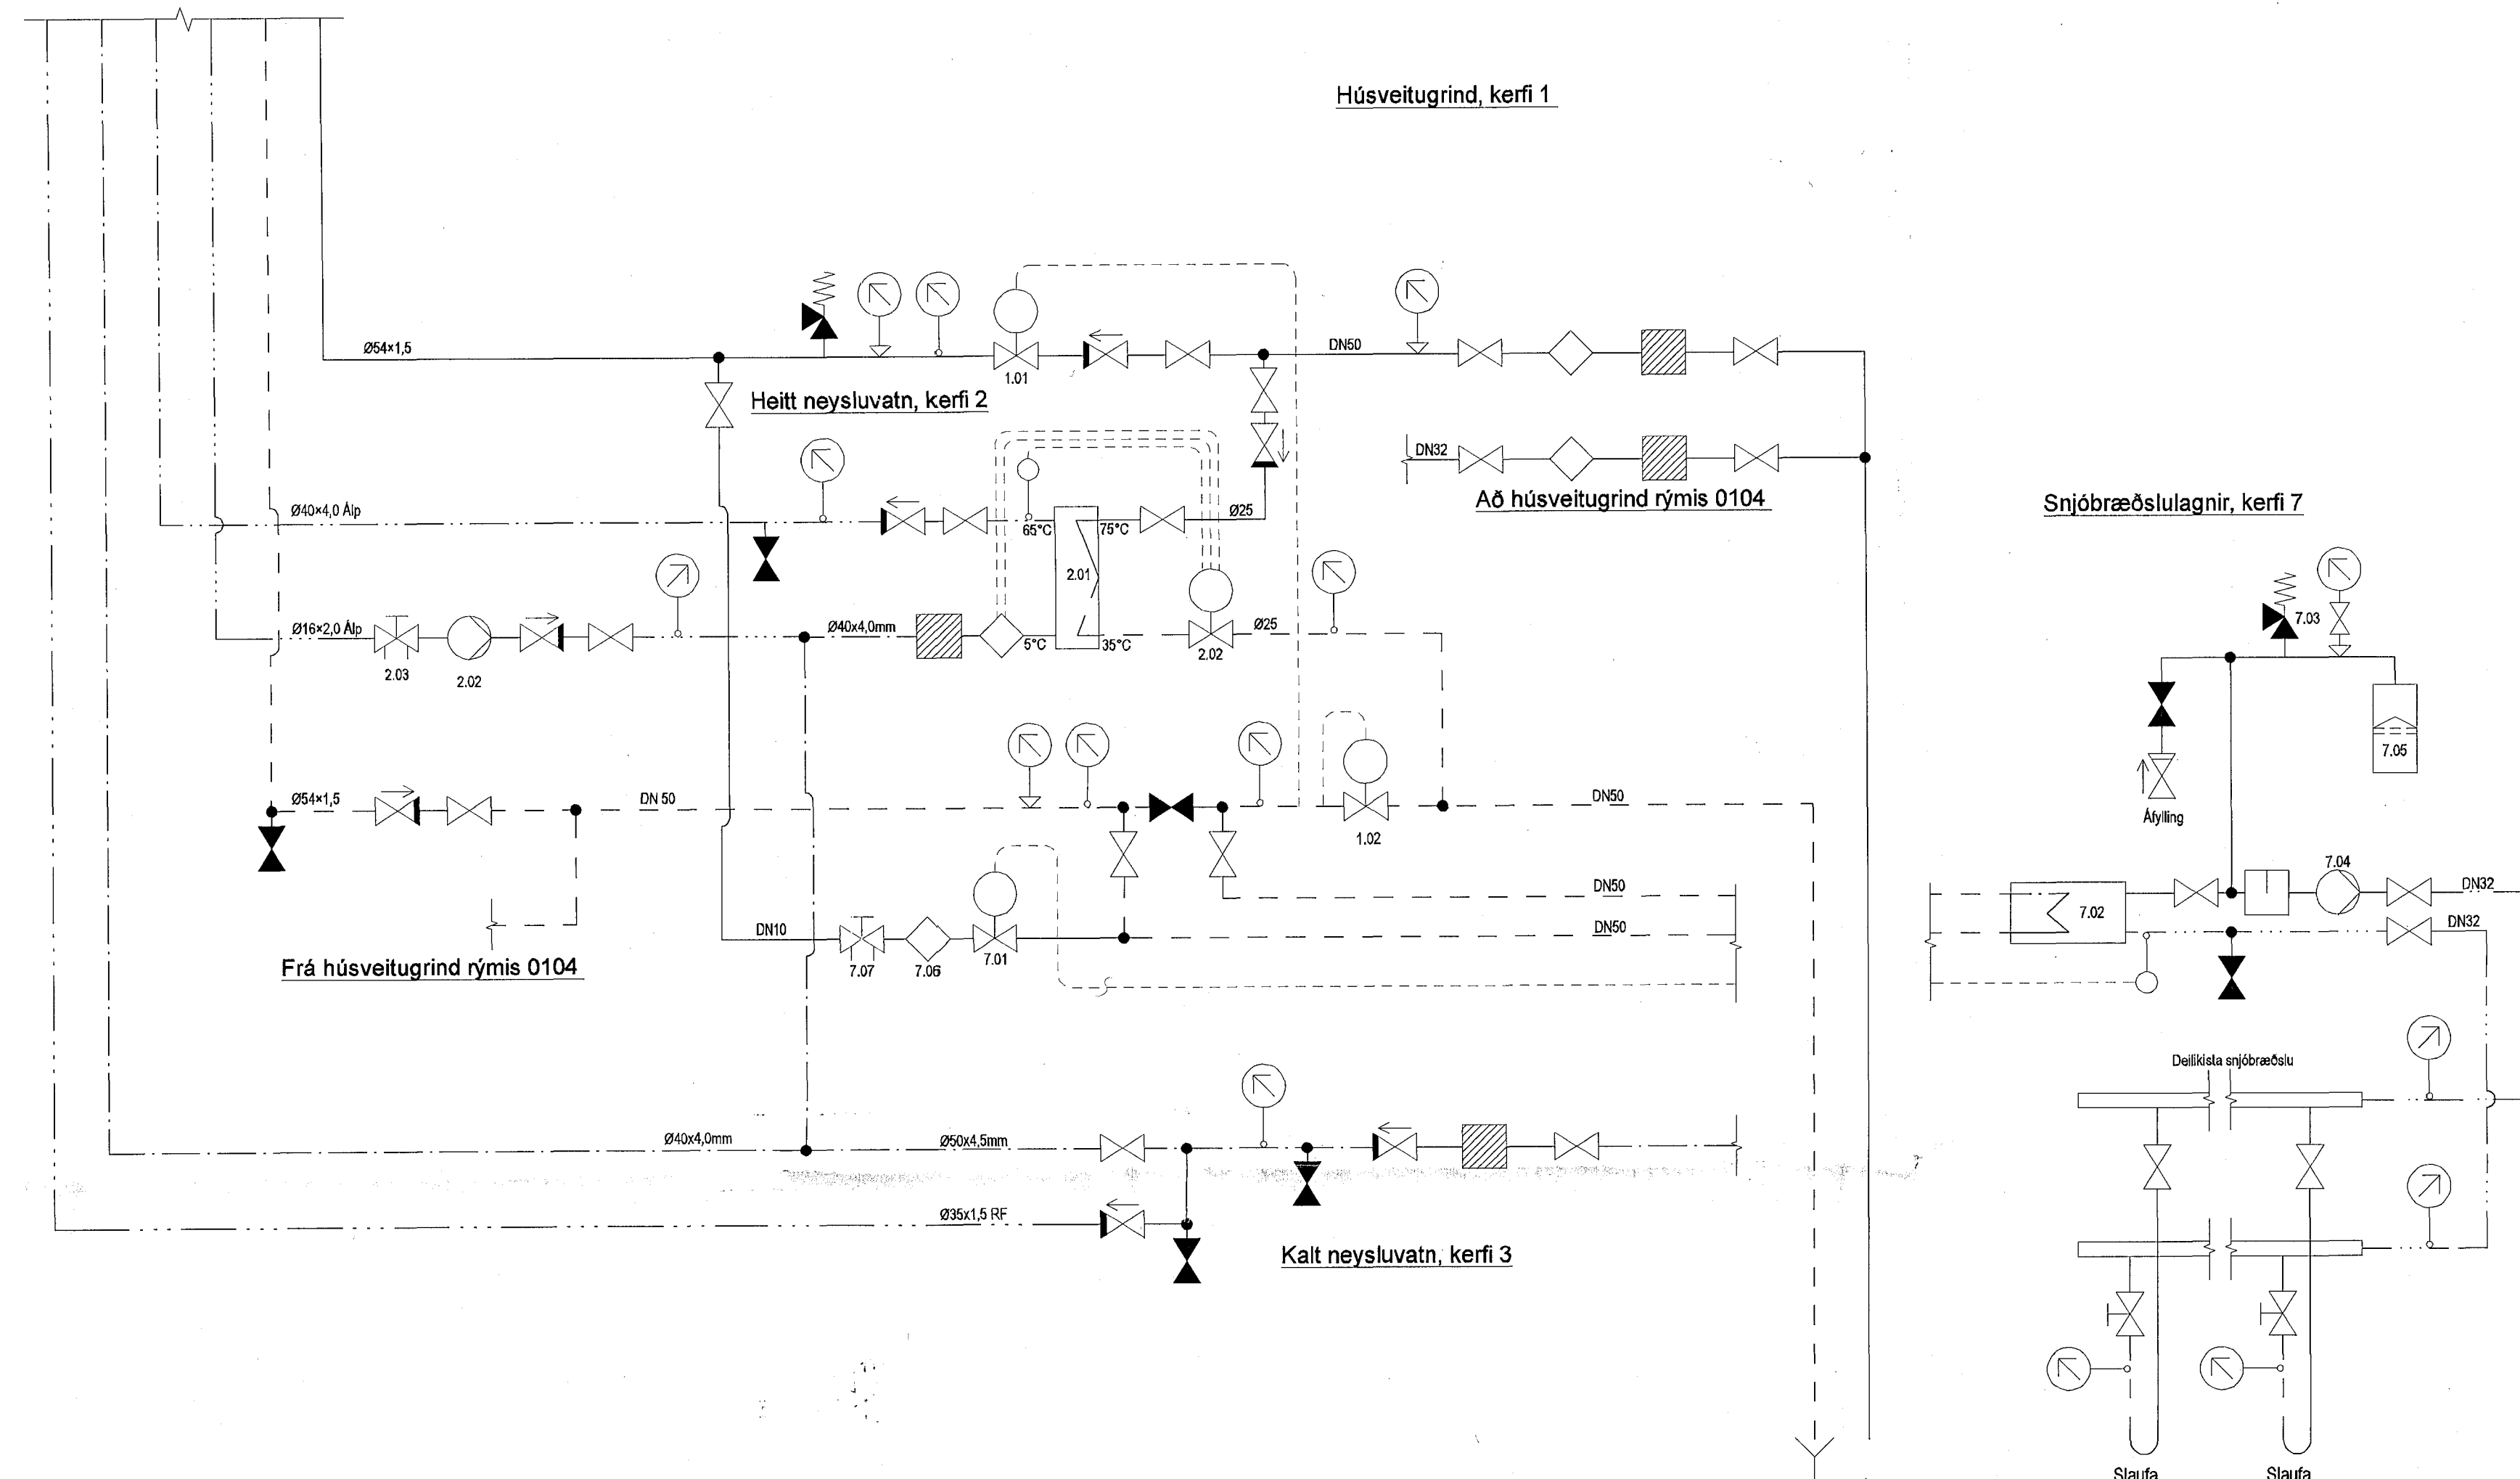 Húsveitugrind, kerfi 1
Ø54×1,5
DN50
1.01
Heitt neysluvatn, kerfi 2
DN32
Að húsveitugrind rýmis 0104
Snjóbræðslulagnir, kerfi 7
Ø40×4,0 Álp
65°C
75°C
Ø25
2.01
Ø16×2,0 Álp
2.03
2.02
Ø40x4,0mm
5°C
35°C
2.02
Ø25
7.03
7.05
Áfylling
Ø54×1,5
DN 50
1.02
DN50
DN50
DN50
DN10
7.07
7.06
7.01
Frá húsveitugrind rýmis 0104
7.02
7.04
DN32
DN32
Deilikista snjóbræðslu
Ø40x4,0mm
Ø50x4,5mm
Ø35x1,5 RF
Kalt neysluvatn, kerfi 3
Slaufa
Slaufa